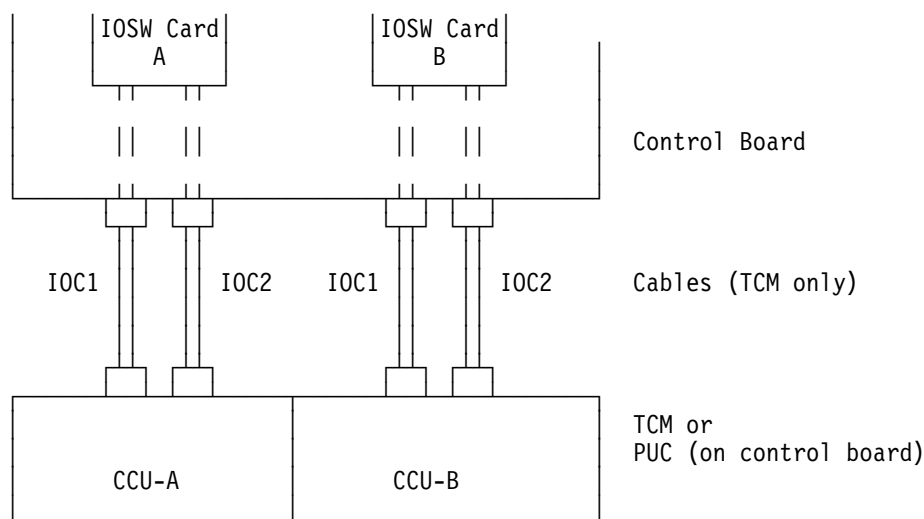 IOSW Card
A
IOSW Card
B
Control Board
IOC1
IOC2
IOC1
IOC2
Cables (TCM only)
TCM or
PUC (on control board)
CCU-A
CCU-B